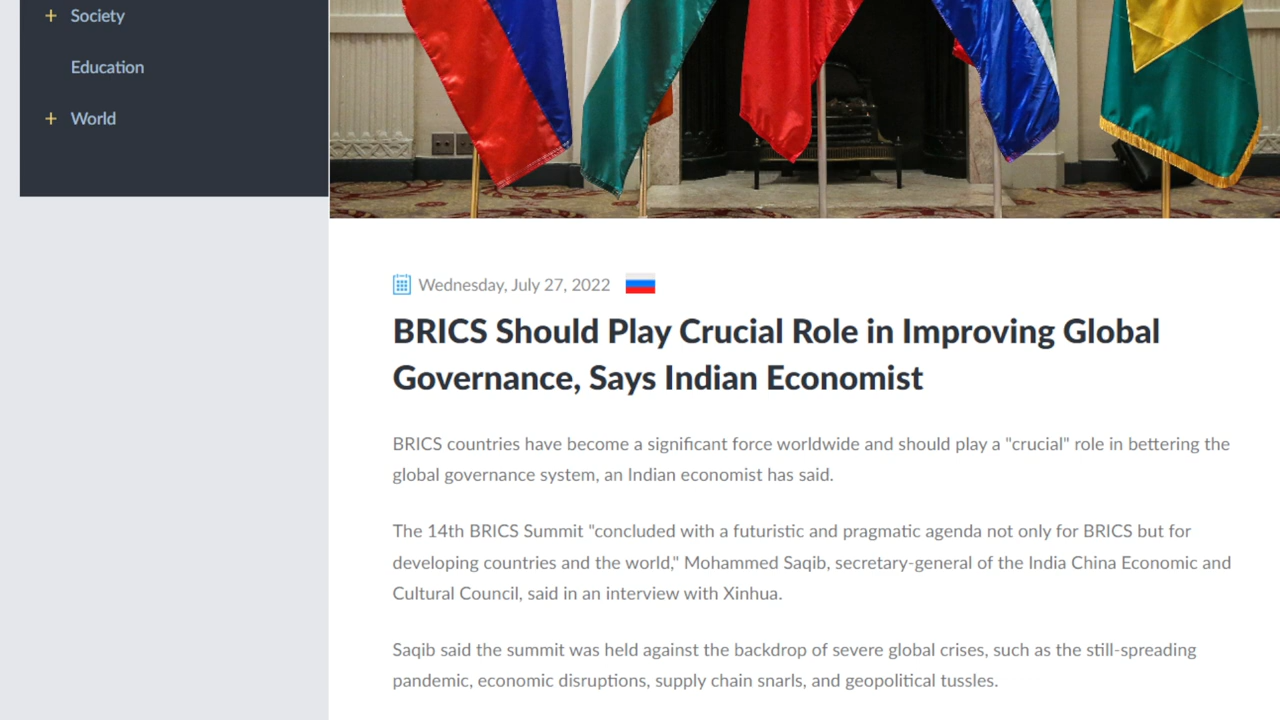 Society
Education
World
Wednesday, July 27, 2022
BRICS Should Play Crucial Role in Improving Global
Governance, Says Indian Economist
BRICS countries have become a significant force worldwide and should play a "crucial" role in bettering the
global governance system, an Indian economist has said.
The 14th BRICS Summit "concluded with a futuristic and pragmatic agenda not only for BRICS but for
developing countries and the world," Mohammed Saqib, secretary-general of the India China Economic and
Cultural Council, said in an interview with Xinhua.
Saqib said the summit was held against the backdrop of severe global crises, such as the still-spreading
pandemic, economic disruptions, supply chain snarls, and geopolitical tussles.